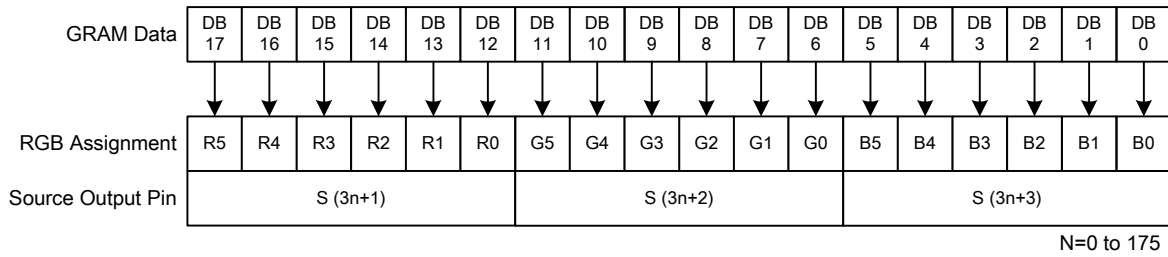 GRAM Data DB 17 DB 16 DB 15 DB 14 DB 13 DB 12 DB 11 DB 10 DB 9 DB 8 DB 7 DB 6 DB 5 DB 4 DB 3 DB 2 DB 1 DB 0
RGB Assignment R5 R4 R3 R2 R1 R0 G5 G4 G3 G2 G1 G0 B5 B4 B3 B2 B1 B0
Source Output Pin S (3n+1) S (3n+2) S (3n+3)
N=0 to 175